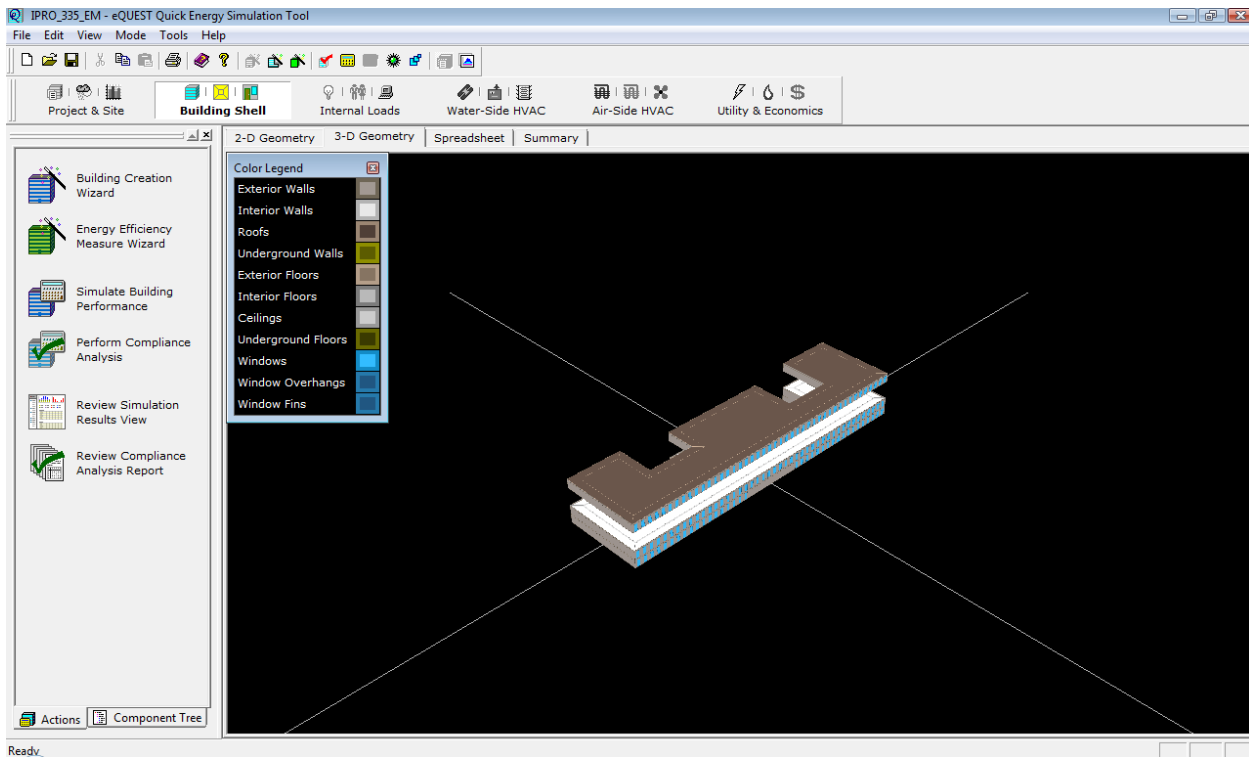 IPRO_335_EM - eQUEST Quick Energy Simulation Tool
File Edit View Mode Tools Help
Project & Site Building Shell Internal Loads Water-Side HVAC Air-Side HVAC Utility & Economics
2-D Geometry 3-D Geometry Spreadsheet Summary
Building Creation
Wizard
Energy Efficiency
Measure Wizard
Simulate Building
Performance
Perform Compliance
Analysis
Review Simulation
Results View
Review Compliance
Analysis Report
Actions Component Tree
Color Legend
Exterior Walls
Interior Walls
Roofs
Underground Walls
Exterior Floors
Interior Floors
Ceilings
Underground Floors
Windows
Window Overhangs
Window Fins
Ready